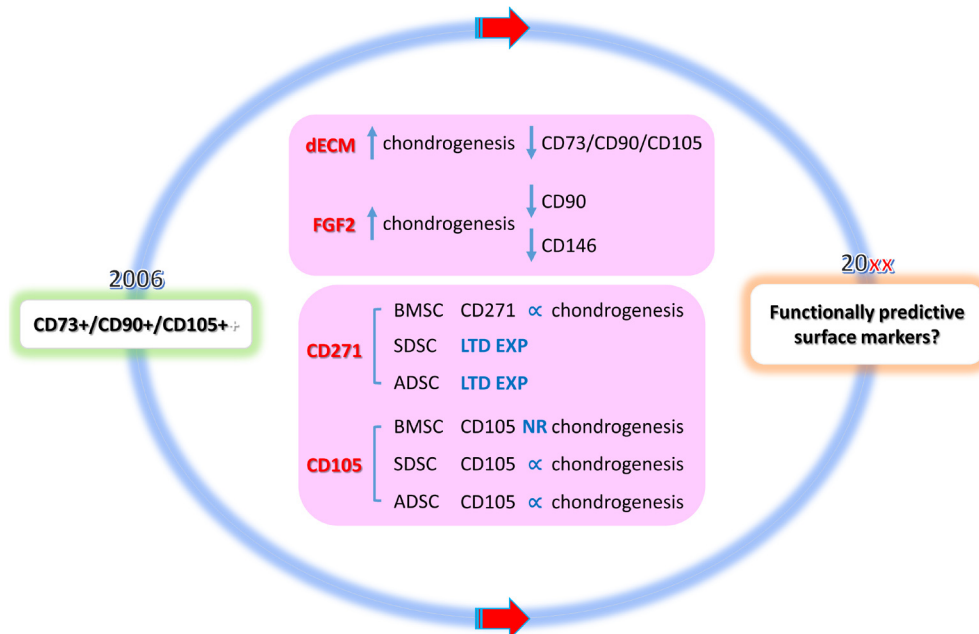 dECM ↑ chondrogenesis ↓ CD73/CD90/CD105
↓ CD90
FGF2 ↑ chondrogenesis
↓ CD146
2006
CD73+/CD90+/CD105++
20xx
Functionally predictive
surface markers?
BMSC CD271 ∝ chondrogenesis
CD271 SDSC LTD EXP
ADSC LTD EXP
BMSC CD105 NR chondrogenesis
CD105 SDSC CD105 ∝ chondrogenesis
ADSC CD105 ∝ chondrogenesis